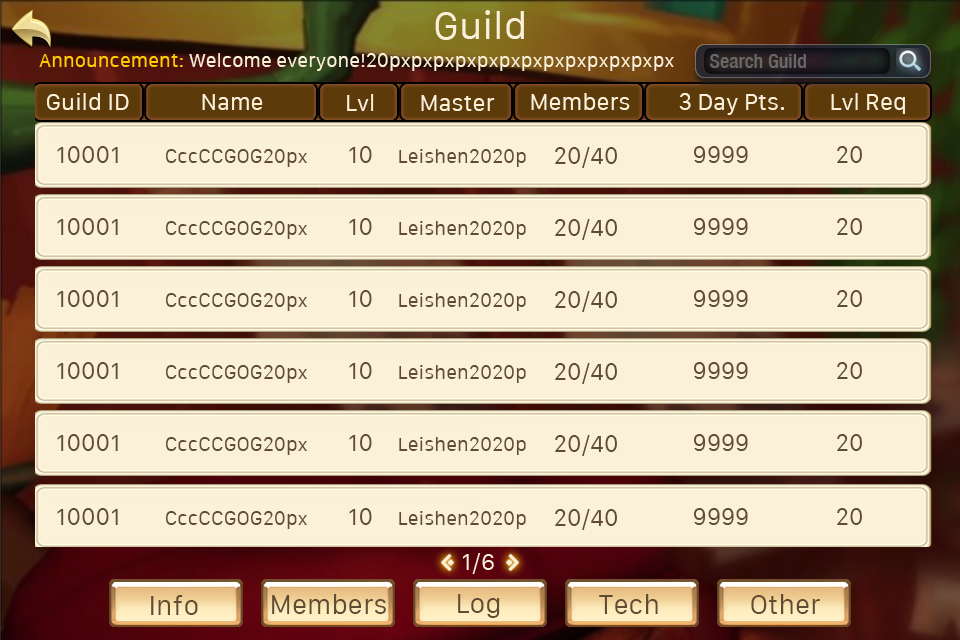 Guild
Announcement: Welcome everyone!20pxpxpxpxpxpxpxpxpxpxpxpxpx
Search Guild
Guild ID Name Lvl Master Members 3 Day Pts. Lvl Req
10001 CccCCGOG20px 10 Leishen2020p 20/40 9999 20
10001 CccCCGOG20px 10 Leishen2020p 20/40 9999 20
10001 CccCCGOG20px 10 Leishen2020p 20/40 9999 20
10001 CccCCGOG20px 10 Leishen2020p 20/40 9999 20
10001 CccCCGOG20px 10 Leishen2020p 20/40 9999 20
10001 CccCCGOG20px 10 Leishen2020p 20/40 9999 20
1/6
Info Members Log Tech Other